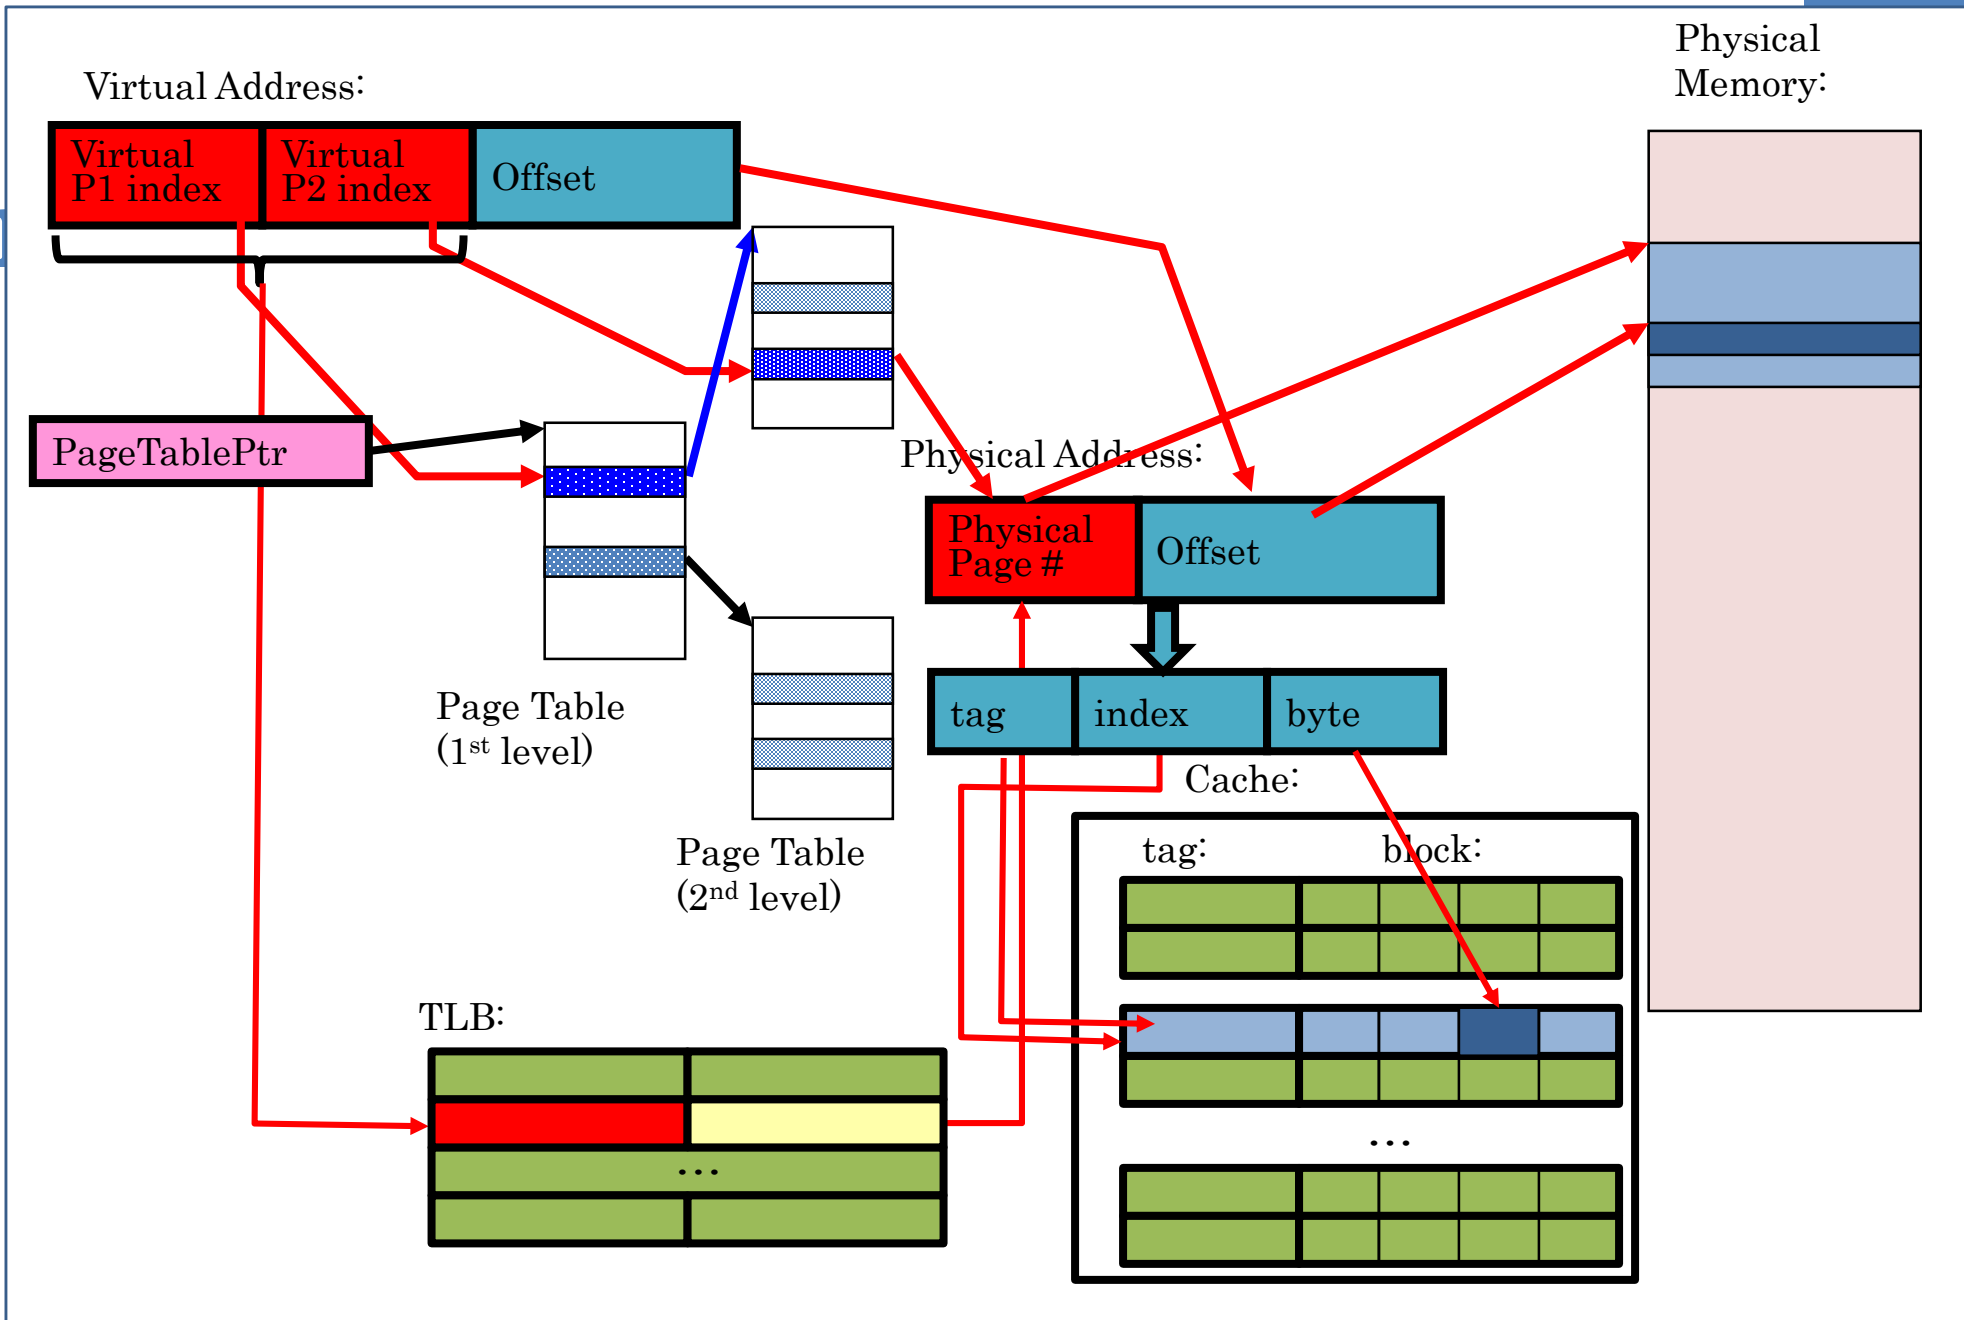 Physical
Memory:
Virtual Address:
Virtual
P1 index
Virtual
P2 index
Offset
PageTablePtr
Physical Address:
Physical
Page #
Offset
tag
index
byte
Page Table
(1st level)
Cache:
tag:
block:
Page Table
(2nd level)
TLB:
...
...